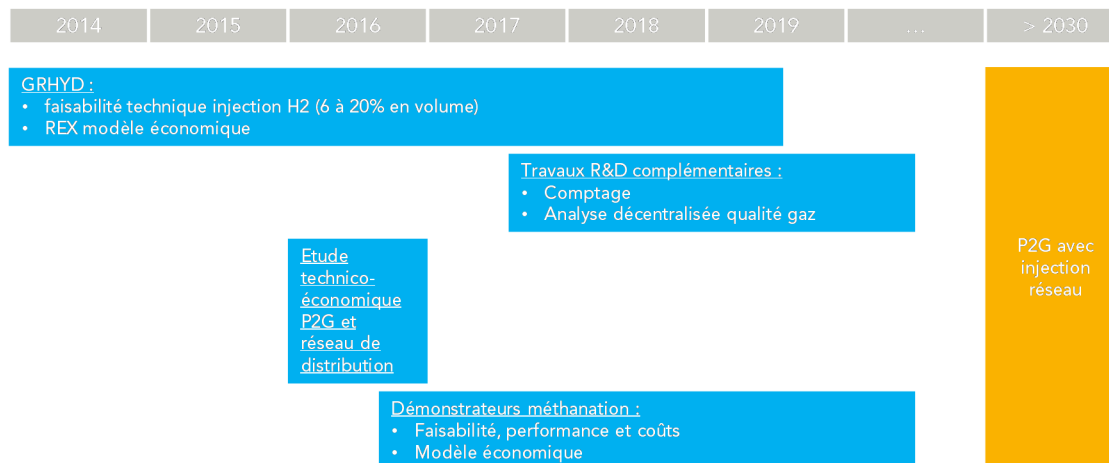 2014 2015 2016 2017 2018 2019 ... > 2030
GRHYD :
• faisabilité technique injection H2 (6 à 20% en volume)
• REX modèle économique
Travaux R&D complémentaires :
• Comptage
• Analyse décentralisée qualité gaz
Etude
technico-
économique
P2G et
réseau de
distribution
P2G avec
injection
réseau
Démonstrateurs méthanation :
• Faisabilité, performance et coûts
• Modèle économique